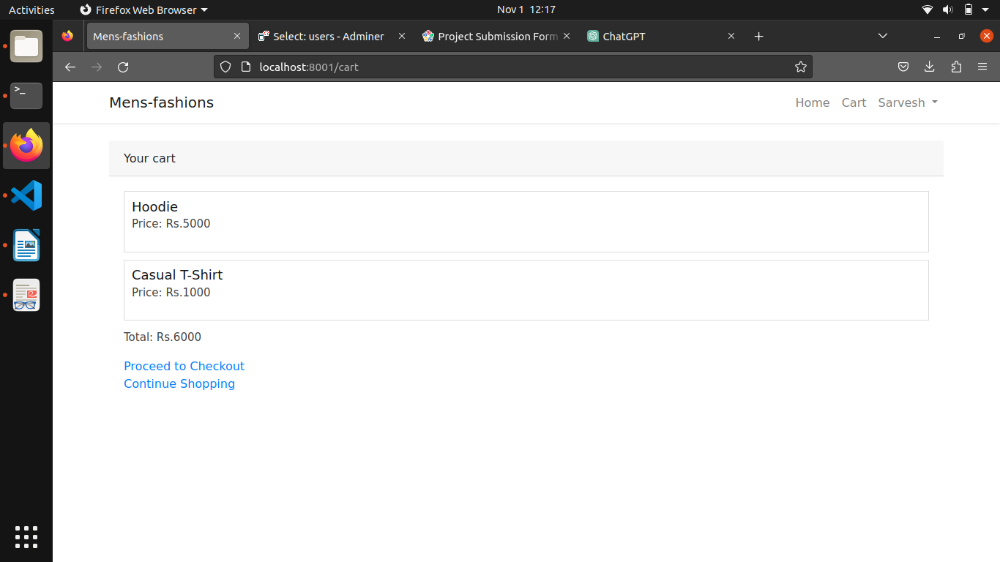 Activities Firefox Web Browser Nov 1 12:17
Mens-fashions Select: users - Adminer Project Submission Form ChatGPT
localhost:8001/cart
>_
Mens-fashions Home Cart Sarvesh
Your cart
Hoodie
Price: Rs.5000
Casual T-Shirt
Price: Rs.1000
Total: Rs.6000
Proceed to Checkout
Continue Shopping